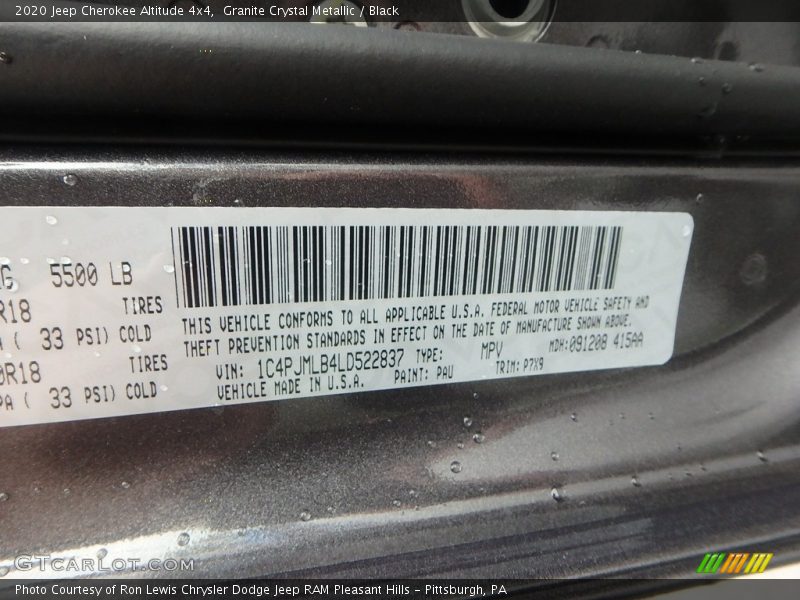 2020 Jeep Cherokee Altitude 4x4, Granite Crystal Metallic / Black
G 5500 LB
R18 TIRES
( 33 PSI) COLD
0R18 TIRES
PA ( 33 PSI) COLD
THIS VEHICLE CONFORMS TO ALL APPLICABLE U.S.A. FEDERAL MOTOR VEHICLE SAFETY AND
THEFT PREVENTION STANDARDS IN EFFECT ON THE DATE OF MANUFACTURE SHOWN ABOVE.
VIN: 1C4PJMLB4LD522837 TYPE: MPV MDH:091208 415AA
VEHICLE MADE IN U.S.A. PAINT: PAU TRIM: P7X9
GTCarLot.com
Photo Courtesy of Ron Lewis Chrysler Dodge Jeep RAM Pleasant Hills - Pittsburgh, PA